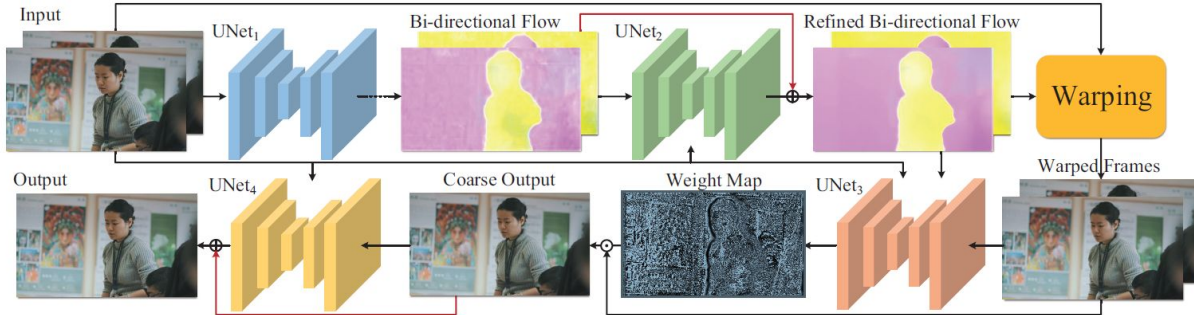 Input
UNet₁
Bi-directional Flow
UNet₂
Refined Bi-directional Flow
Warping
Output
UNet₄
Coarse Output
Weight Map
UNet₃
Warped Frames